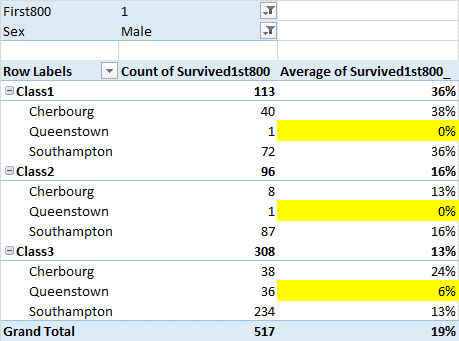 First800 1
Sex Male
Row Labels Count of Survived1st800 Average of Survived1st800_
Class1 113 36%
Cherbourg 40 38%
Queenstown 1 0%
Southampton 72 36%
Class2 96 16%
Cherbourg 8 13%
Queenstown 1 0%
Southampton 87 16%
Class3 308 13%
Cherbourg 38 24%
Queenstown 36 6%
Southampton 234 13%
Grand Total 517 19%